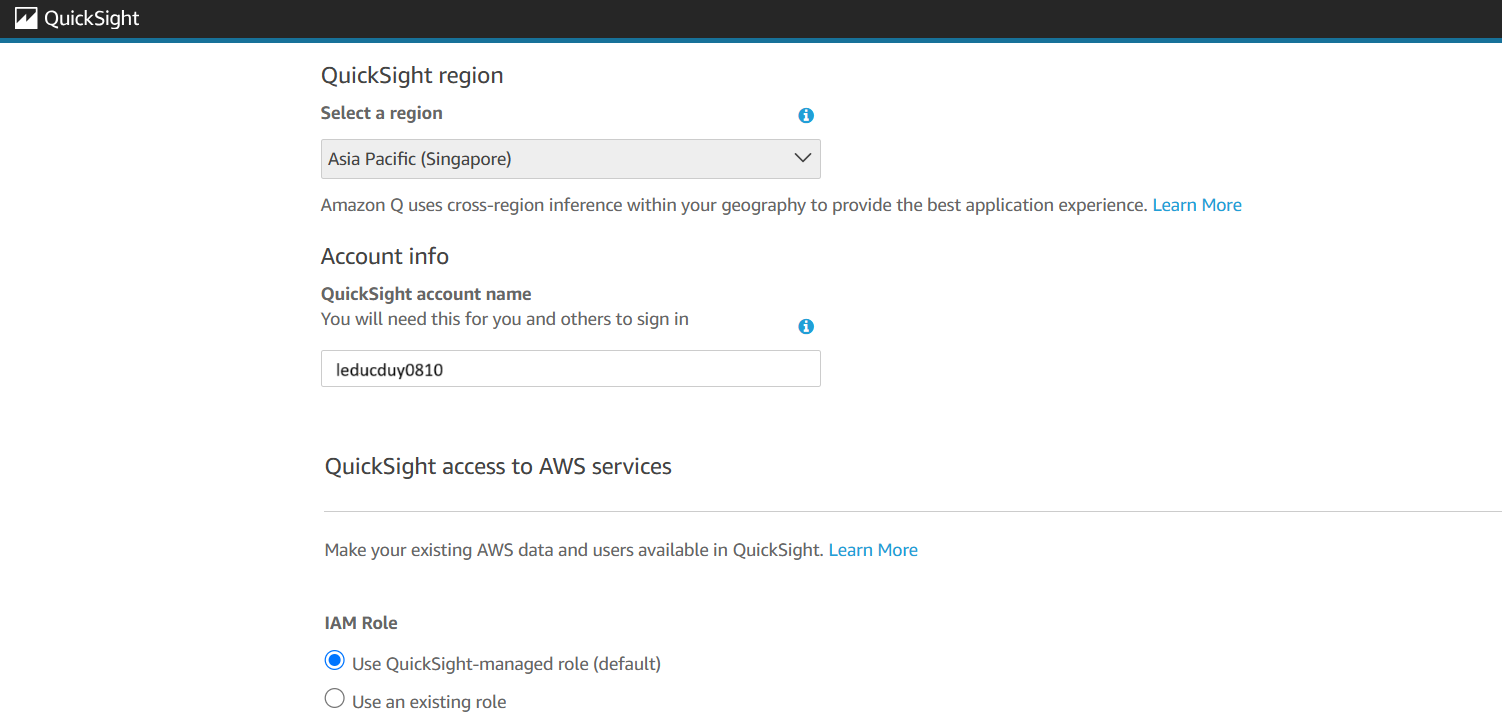 QuickSight
QuickSight region
Select a region
Asia Pacific (Singapore)
Amazon Q uses cross-region inference within your geography to provide the best application experience. Learn More
Account info
QuickSight account name
You will need this for you and others to sign in
leducduy0810
QuickSight access to AWS services
Make your existing AWS data and users available in QuickSight. Learn More
IAM Role
Use QuickSight-managed role (default)
Use an existing role